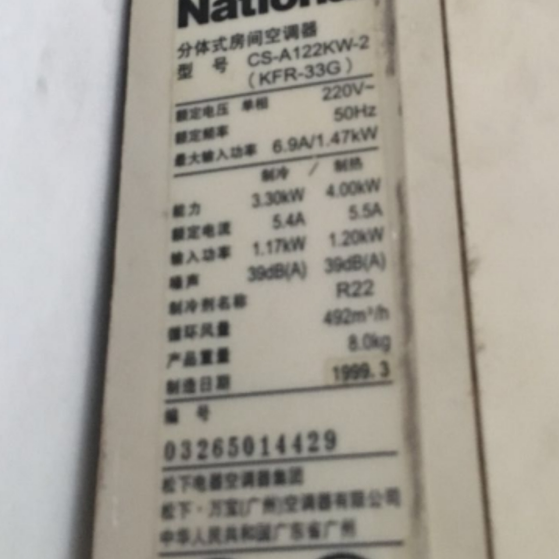 National
分体式房间空调器
型 号 CS-A122KW-2
(KFR-33G)
额定电压 单相 220V~
额定频率 50Hz
最大输入功率 6.9A/1.47kW
制冷 / 制热
能力 3.30kW 4.00kW
额定电流 5.4A 5.5A
输入功率 1.17kW 1.20kW
噪声 39dB(A) 39dB(A)
制冷剂名称 R22
循环风量 492m³/h
产品重量 8.0kg
制造日期 1999.3
编 号
03265014429
松下电器空调器集团
松下·万宝(广州)空调器有限公司
中华人民共和国广东省广州